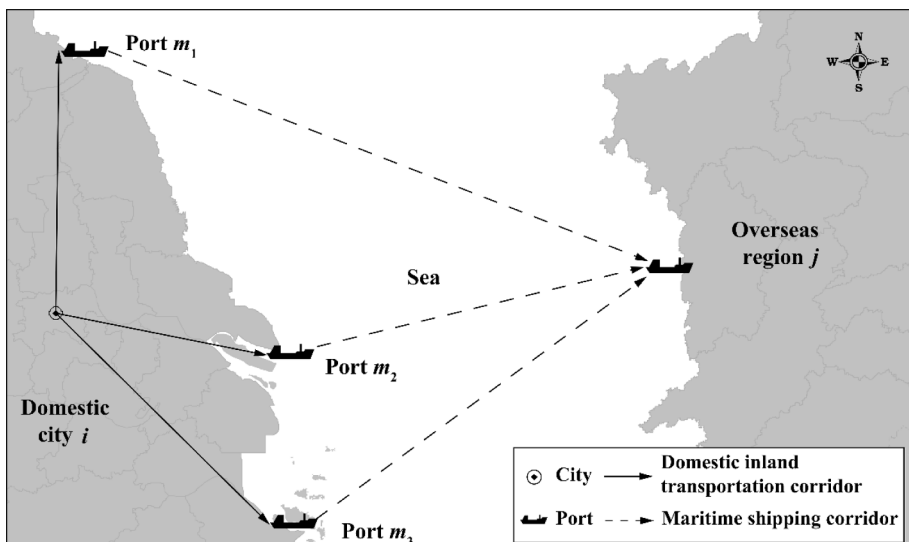 Port m1
N
W E
S
Overseas
region j
Sea
Port m2
Domestic
city i
Port m3
City
Domestic inland
transportation corridor
Port
Maritime shipping corridor